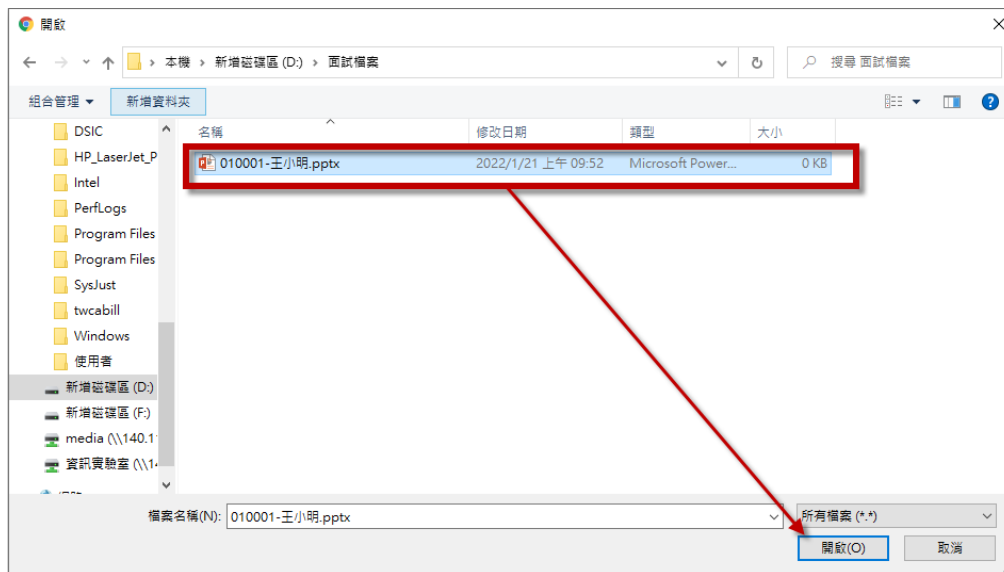 開啟
本機 › 新增磁碟區 (D:) › 面試檔案
搜尋 面試檔案
組合管理 新增資料夾
名稱 修改日期 類型 大小
DSIC
010001-王小明.pptx 2022/1/21 上午 09:52 Microsoft Power... 0 KB
HP_LaserJet_P
Intel
PerfLogs
Program Files
Program Files
SysJust
twcabill
Windows
使用者
新增磁碟區 (D:)
新增磁碟區 (F:)
media (\\140.1
資訊實驗室 (\\1
檔案名稱(N): 010001-王小明.pptx 所有檔案 (*.*)
開啟(O) 取消